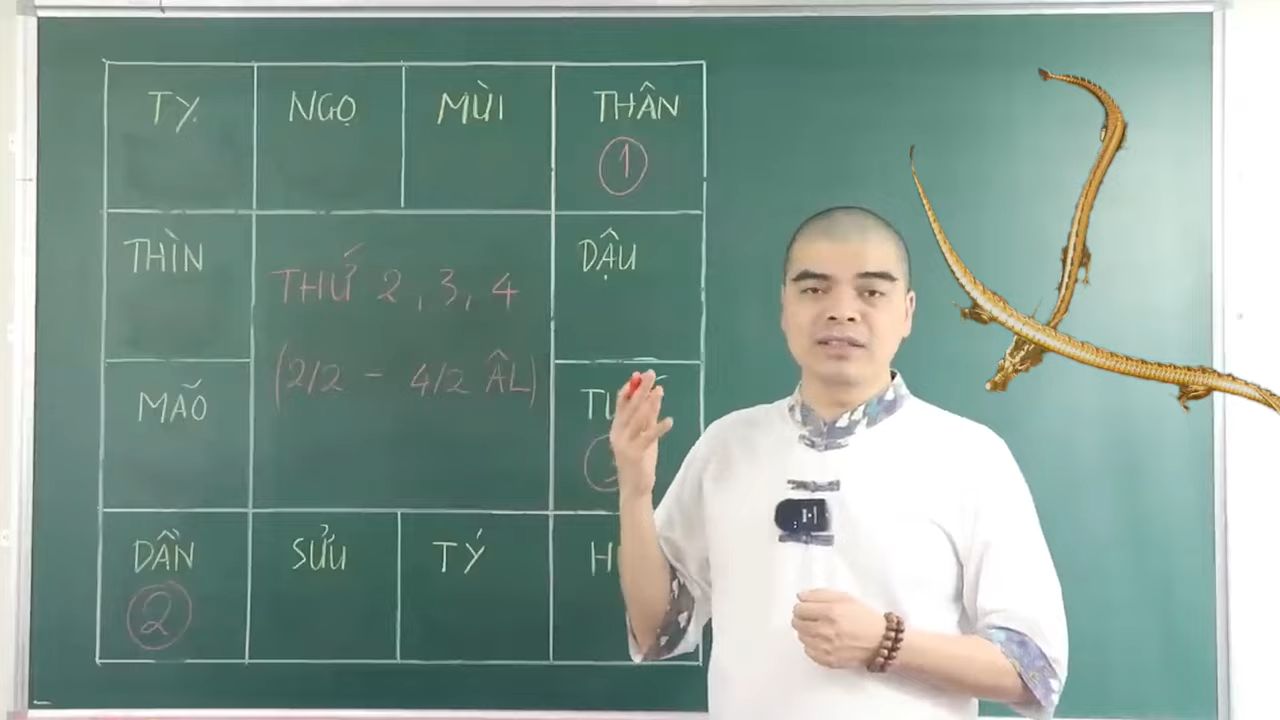 TỴ NGỌ MÙI THÂN
1
THÌN DẬU
THỨ 2, 3, 4
(2/2 - 4/2 ÂL)
MÃO
DẦN SỬU TÝ
2